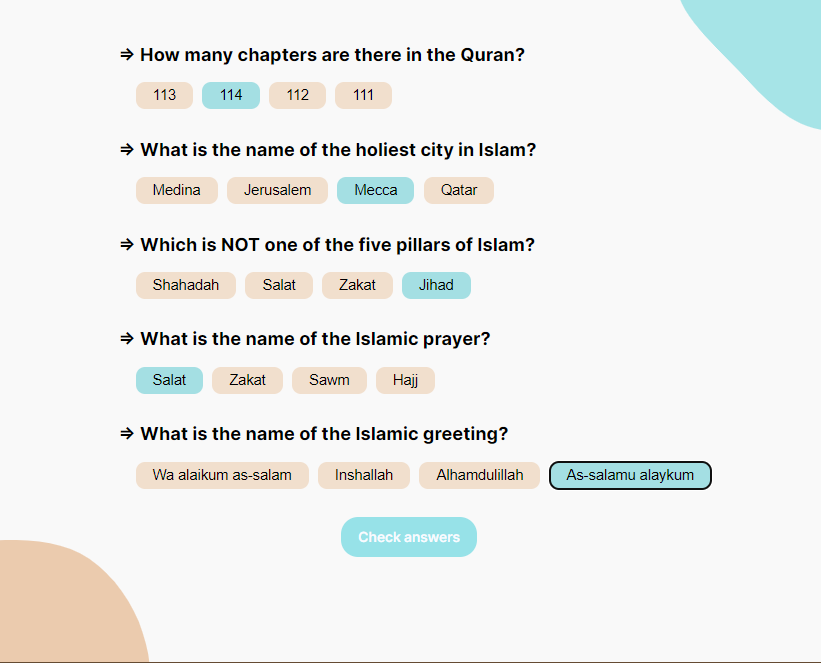 ⇒ How many chapters are there in the Quran?
113 114 112 111
⇒ What is the name of the holiest city in Islam?
Medina Jerusalem Mecca Qatar
⇒ Which is NOT one of the five pillars of Islam?
Shahadah Salat Zakat Jihad
⇒ What is the name of the Islamic prayer?
Salat Zakat Sawm Hajj
⇒ What is the name of the Islamic greeting?
Wa alaikum as-salam Inshallah Alhamdulillah As-salamu alaykum
Check answers